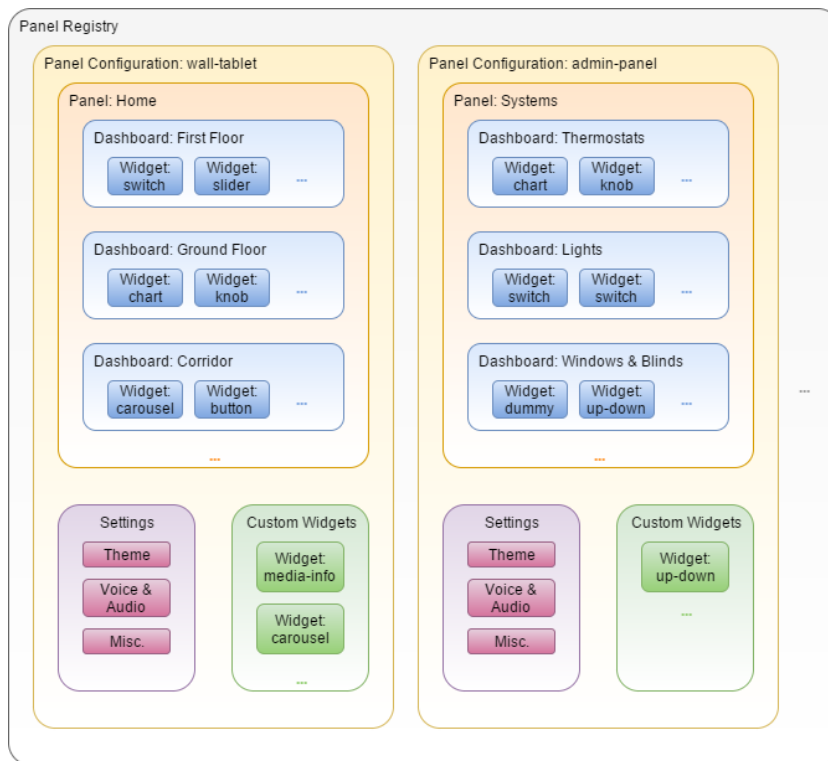 Panel Registry
Panel Configuration: wall-tablet
Panel: Home
Dashboard: First Floor
Widget:
switch
Widget:
slider
...
Dashboard: Ground Floor
Widget:
chart
Widget:
knob
...
Dashboard: Corridor
Widget:
carousel
Widget:
button
...
...
Settings
Theme
Voice &
Audio
Misc.
Custom Widgets
Widget:
media-info
Widget:
carousel
...
Panel Configuration: admin-panel
Panel: Systems
Dashboard: Thermostats
Widget:
chart
Widget:
knob
...
Dashboard: Lights
Widget:
switch
Widget:
switch
...
Dashboard: Windows & Blinds
Widget:
dummy
Widget:
up-down
...
...
Settings
Theme
Voice &
Audio
Misc.
Custom Widgets
Widget:
up-down
...
...